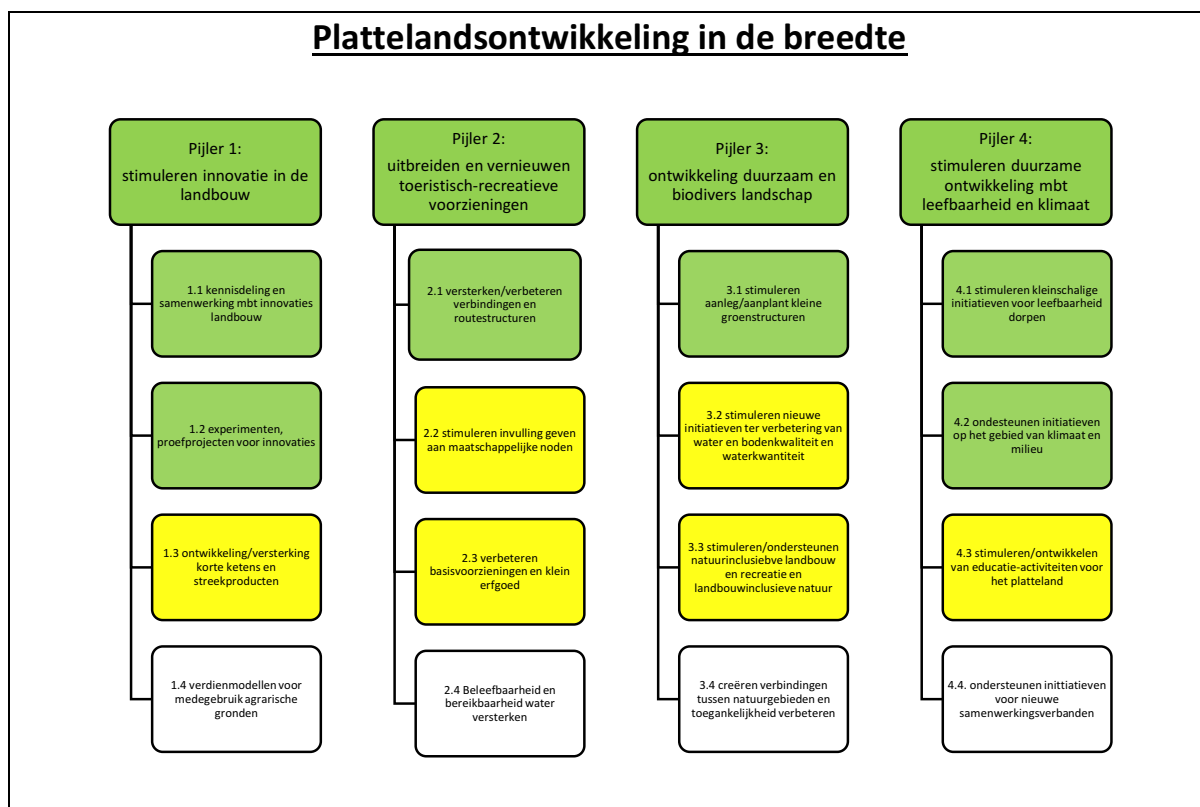 Plattelandsontwikkeling in de breedte
Pijler 1:
stimuleren innovatie in de
landbouw
1.1 kennisdeling en
samenwerking mbt innovaties
landbouw
1.2 experimenten,
proefprojecten voor innovaties
1.3 ontwikkeling/versterking
korte ketens en
streekproducten
1.4 verdienmodellen voor
medegebruik agrarische
gronden
Pijler 2:
uitbreiden en vernieuwen
toeristisch-recreatieve
voorzieningen
2.1 versterken/verbeteren
verbindingen en
routestructuren
2.2 stimuleren invulling geven
aan maatschappelijke noden
2.3 verbeteren
basisvoorzieningen en klein
erfgoed
2.4 Beleefbaarheid en
bereikbaarheid water
versterken
Pijler 3:
ontwikkeling duurzaam en
biodivers landschap
3.1 stimuleren
aanleg/aanplant kleine
groenstructuren
3.2 stimuleren nieuwe
initiatieven ter verbetering van
water en bodenkwaliteit en
waterkwantiteit
3.3 stimuleren/ondersteunen
natuurinclusiebve landbouw
en recreatie en
landbouwinclusieve natuur
3.4 creëren verbindingen
tussen natuurgebieden en
toegankelijkheid verbeteren
Pijler 4:
stimuleren duurzame
ontwikkeling mbt
leefbaarheid en klimaat
4.1 stimuleren kleinschalige
initiatieven voor leefbaarheid
dorpen
4.2 ondesteunen initiatieven
op het gebied van klimaat en
milieu
4.3 stimuleren/ontwikkelen
van educatie-activiteiten voor
het platteland
4.4. ondersteunen inittiatieven
voor nieuwe
samenwerkingsverbanden